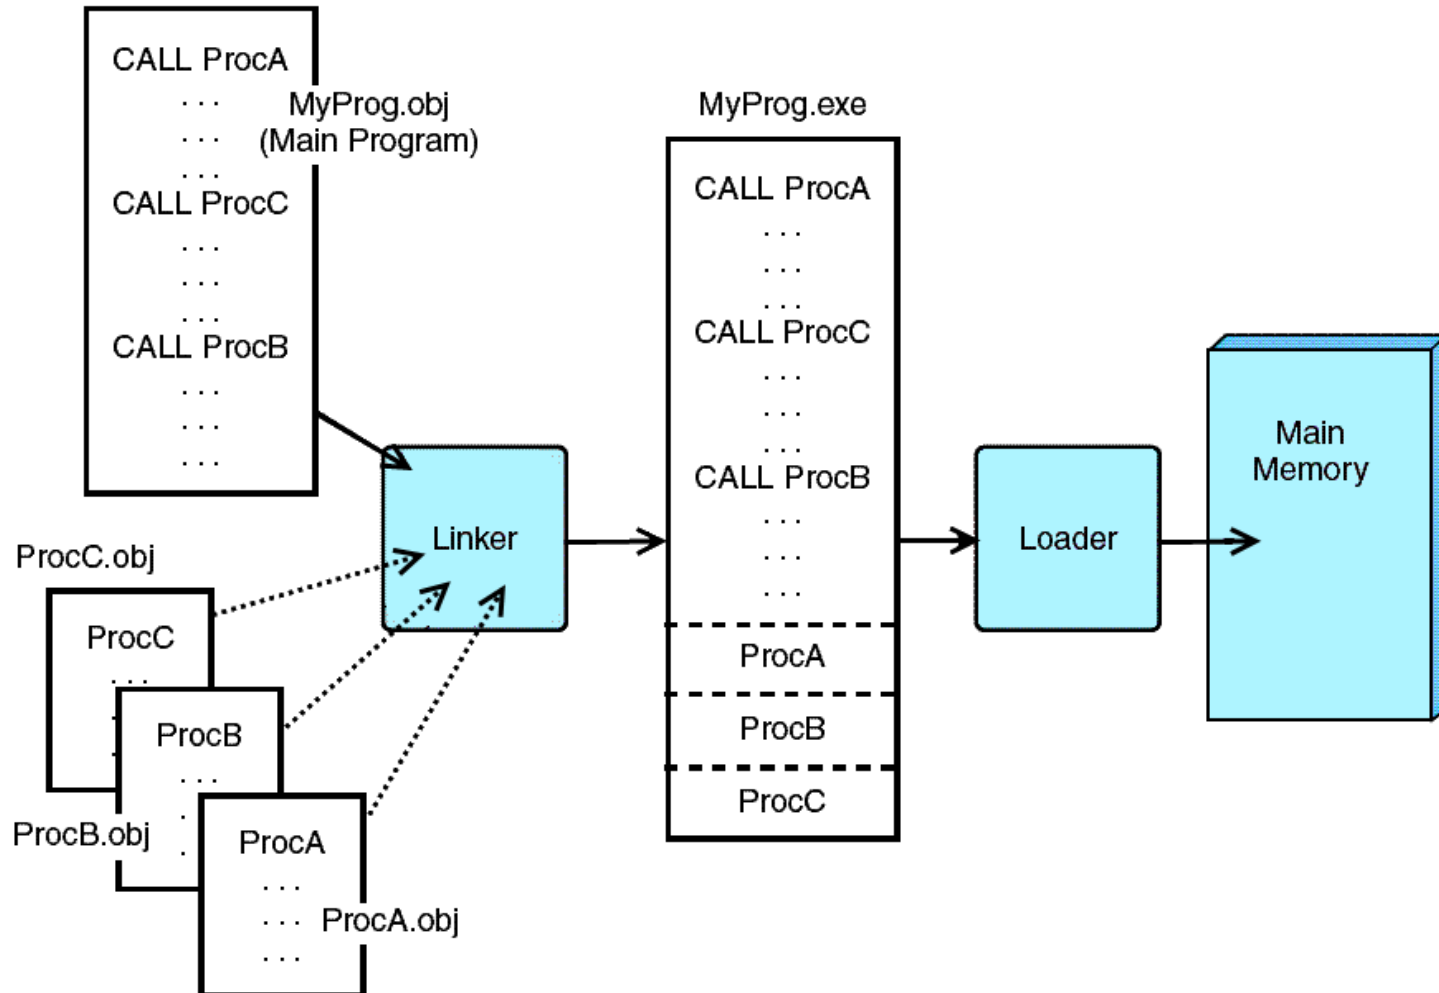 CALL ProcA
. . .
. . .
. . .
CALL ProcC
. . .
. . .
. . .
CALL ProcB
. . .
. . .
. . .
MyProg.obj
(Main Program)
ProcC.obj
ProcC
. . .
ProcB
. . .
ProcB.obj
ProcA
. . .
. . .
. . .
ProcA.obj
Linker
MyProg.exe
CALL ProcA
. . .
. . .
. . .
CALL ProcC
. . .
. . .
. . .
CALL ProcB
. . .
. . .
. . .
ProcA
ProcB
ProcC
Loader
Main
Memory